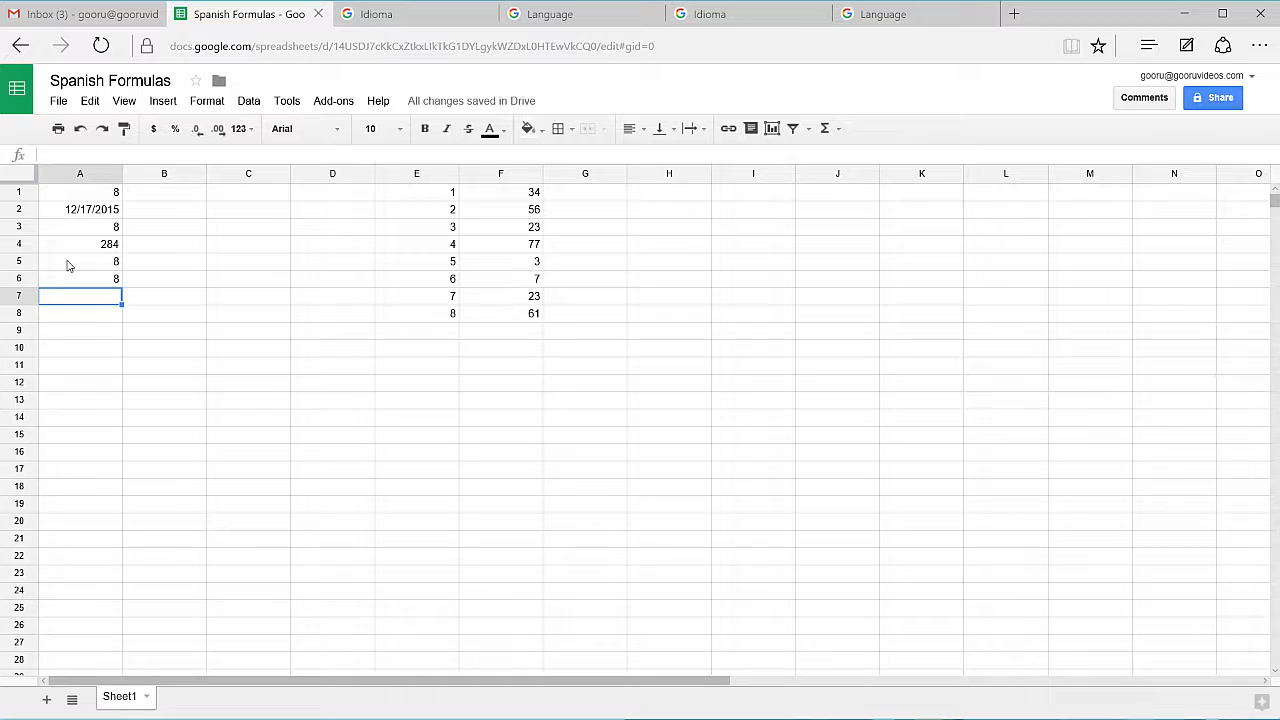 Inbox (3) - gooru@gooruvid
Spanish Formulas - Goo
Idioma
Language
Idioma
Language
docs.google.com/spreadsheets/d/14USDJ7cKkCxZtkxLIkTkG1DYLgykWZDxL0HTEwVkCQ0/edit#gid=0
Spanish Formulas
gooru@gooruvideos.com
File Edit View Insert Format Data Tools Add-ons Help All changes saved in Drive
Comments Share
$ % .0 .00 123 Arial 10 B I S A Σ
fx
A B C D E F G H I J K L M N O
1 8 1 34
2 12/17/2015 2 56
3 8 3 23
4 284 4 77
5 8 5 3
6 8 6 7
7 7 23
8 8 61
9
10
11
12
13
14
15
16
17
18
19
20
21
22
23
24
25
26
27
28
Sheet1